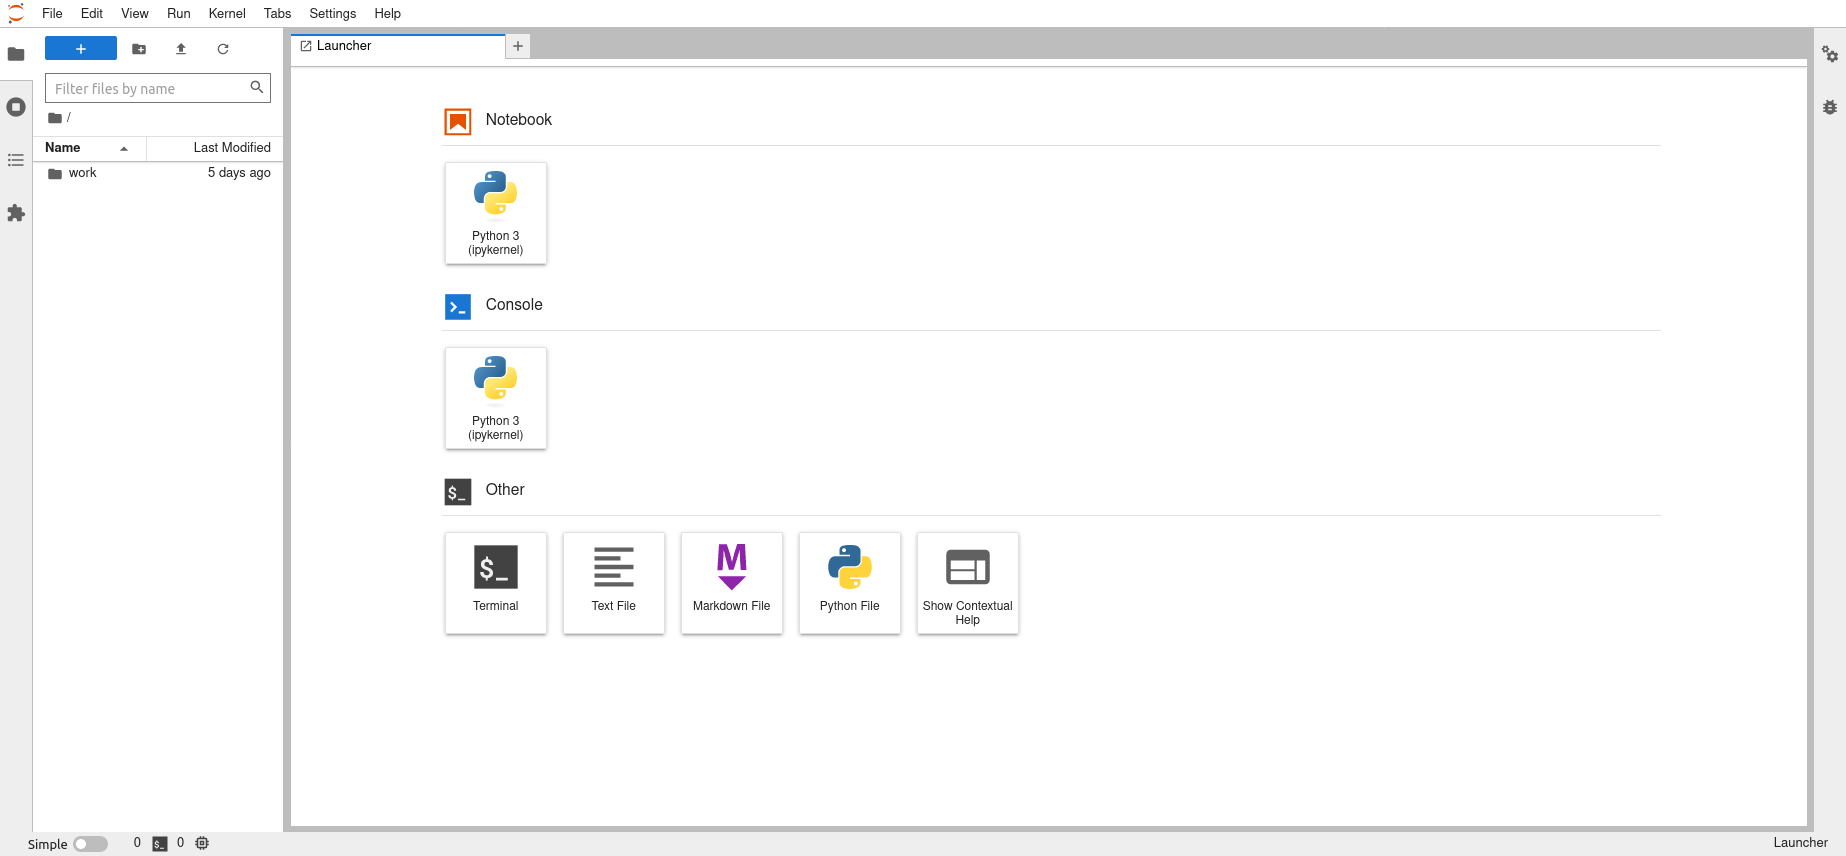 File Edit View Run Kernel Tabs Settings Help
Launcher
Filter files by name
/
Name Last Modified
work 5 days ago
Notebook
Python 3
(ipykernel)
Console
Python 3
(ipykernel)
$_ Other
$_ M
Terminal Text File Markdown File Python File Show Contextual
Help
Simple 0 $_ 0 Launcher